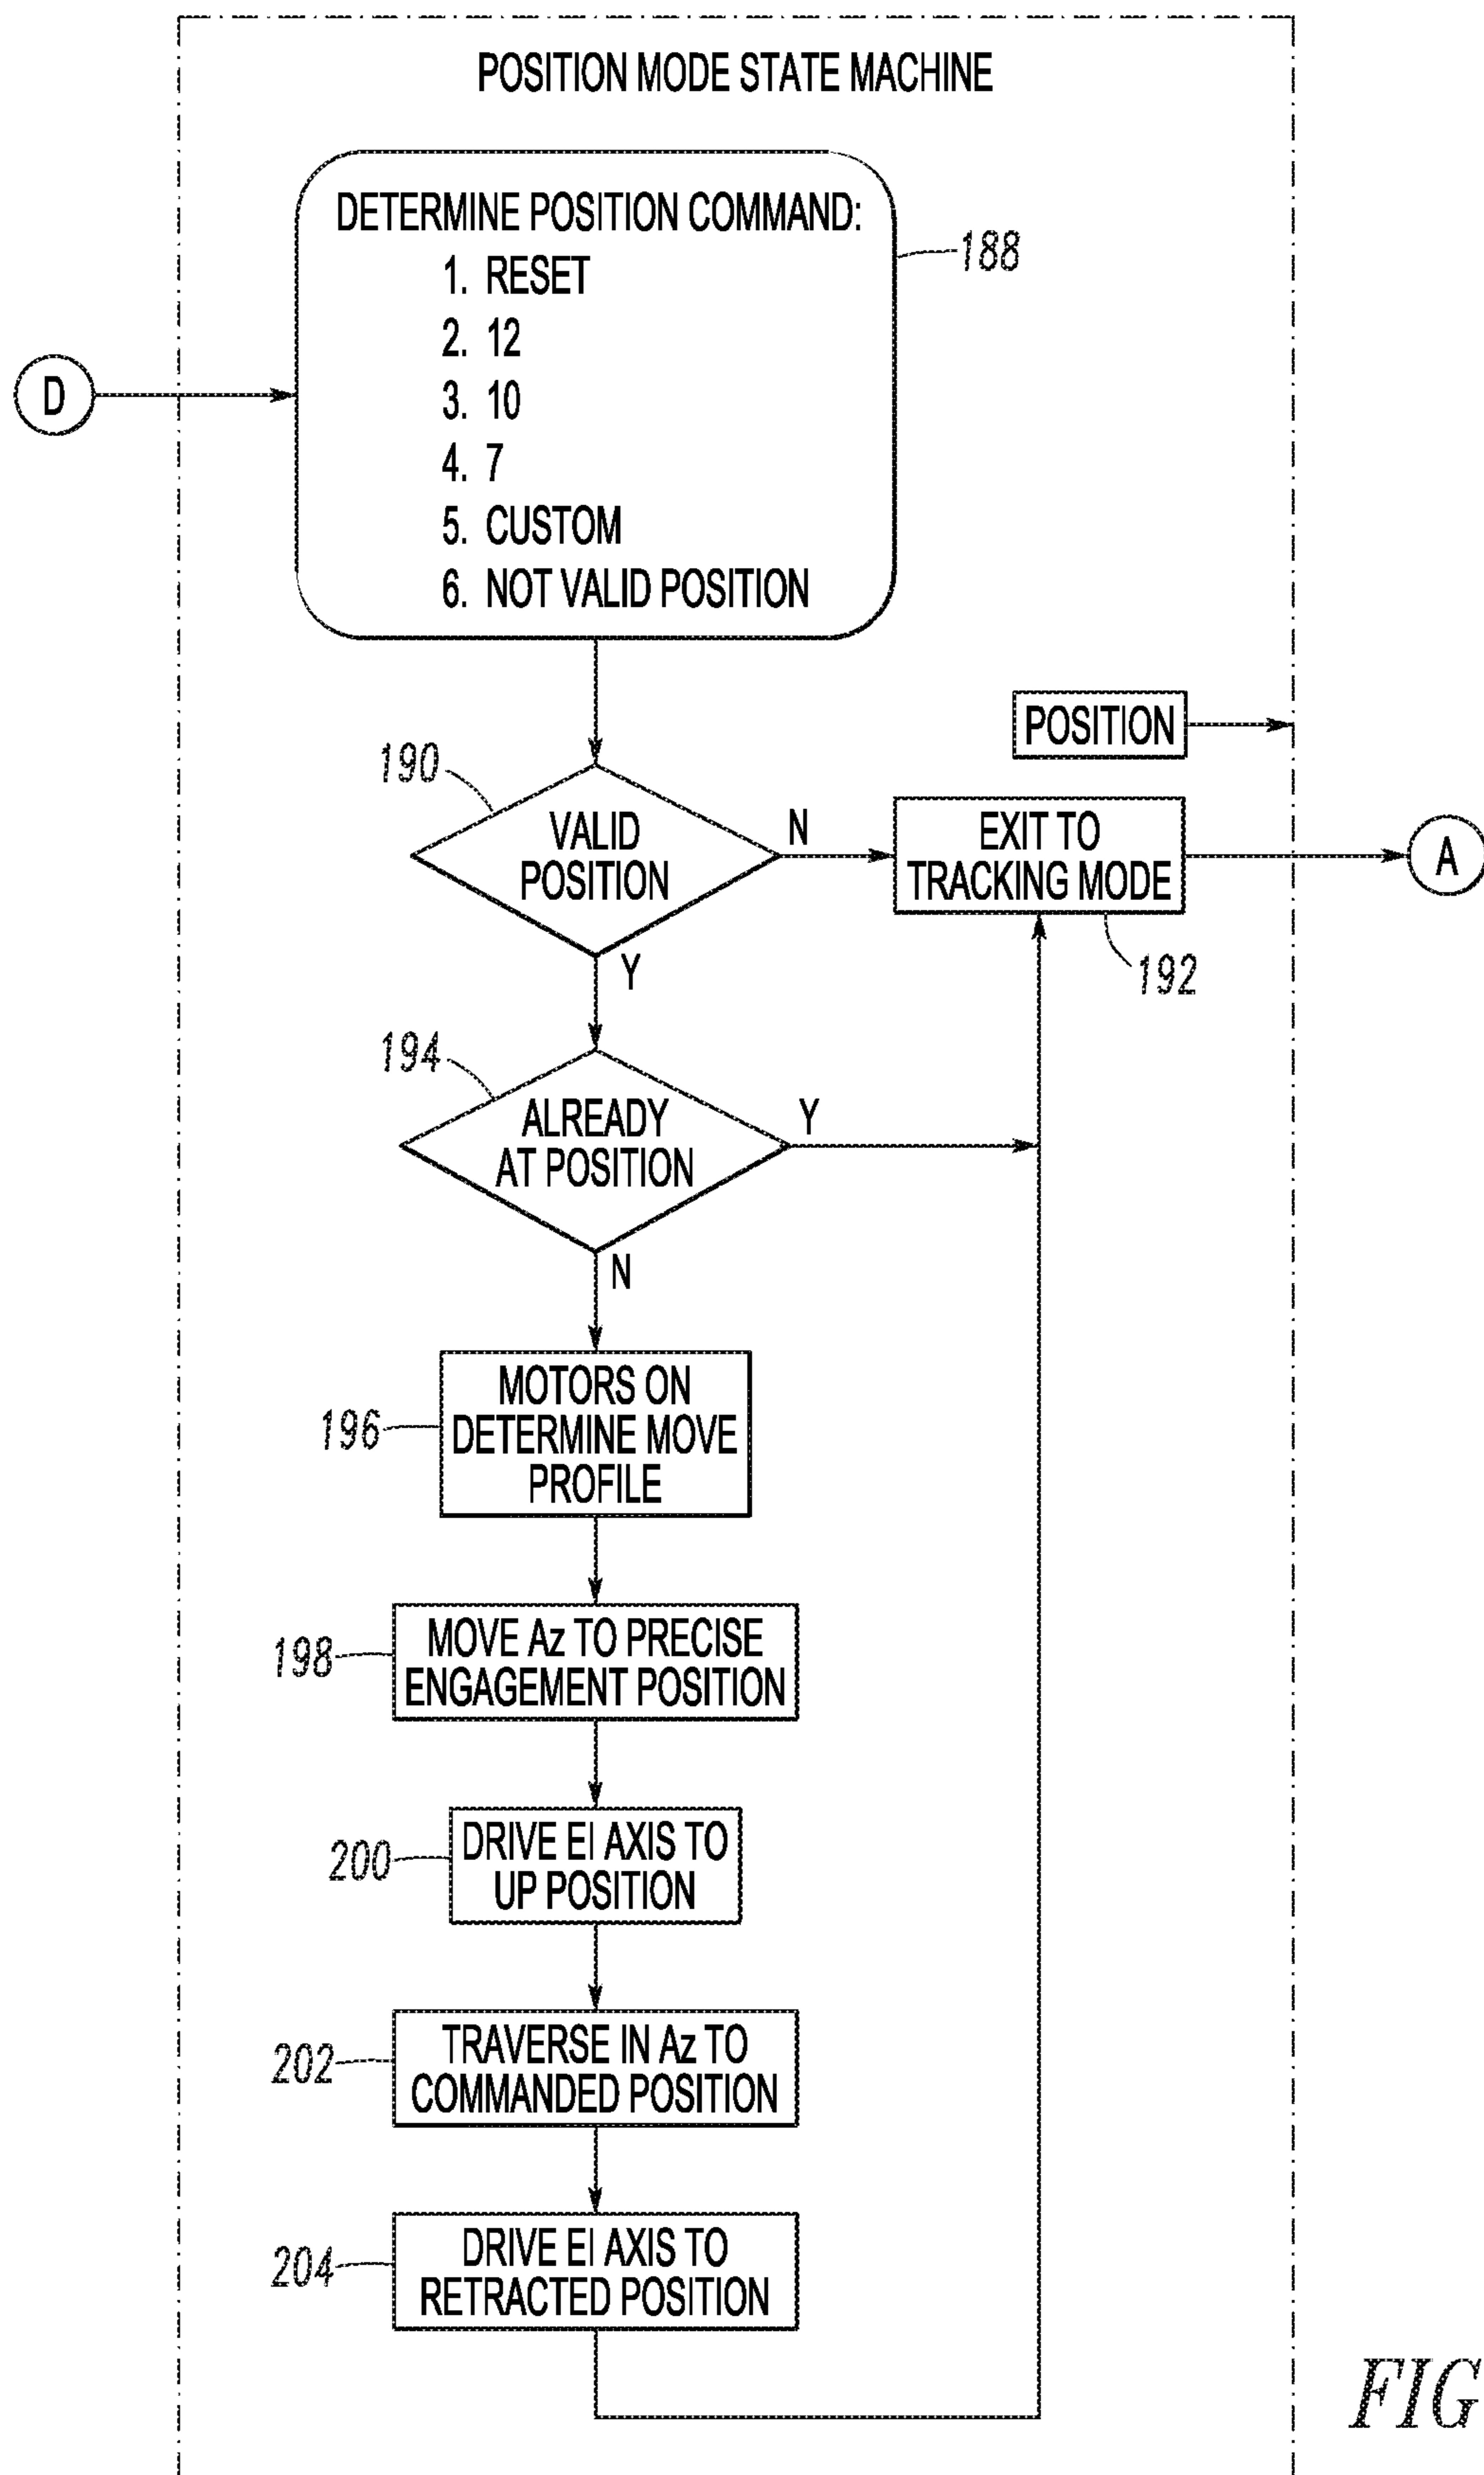 POSITION MODE STATE MACHINE
DETERMINE POSITION COMMAND:
1. RESET
2. 12
3. 10
4. 7
5. CUSTOM
6. NOT VALID POSITION
188
D
POSITION
190
VALID
POSITION
N
EXIT TO
TRACKING MODE
A
192
Y
194
ALREADY
AT POSITION
Y
N
196
MOTORS ON
DETERMINE MOVE
PROFILE
198
MOVE Az TO PRECISE
ENGAGEMENT POSITION
200
DRIVE El AXIS TO
UP POSITION
202
TRAVERSE IN Az TO
COMMANDED POSITION
204
DRIVE El AXIS TO
RETRACTED POSITION
FIG